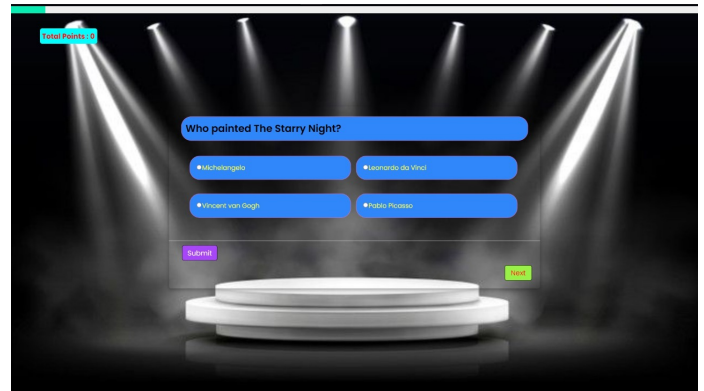 Total Points : 0
Who painted The Starry Night?
Michelangelo
Leonardo da Vinci
Vincent van Gogh
Pablo Picasso
Submit
Next